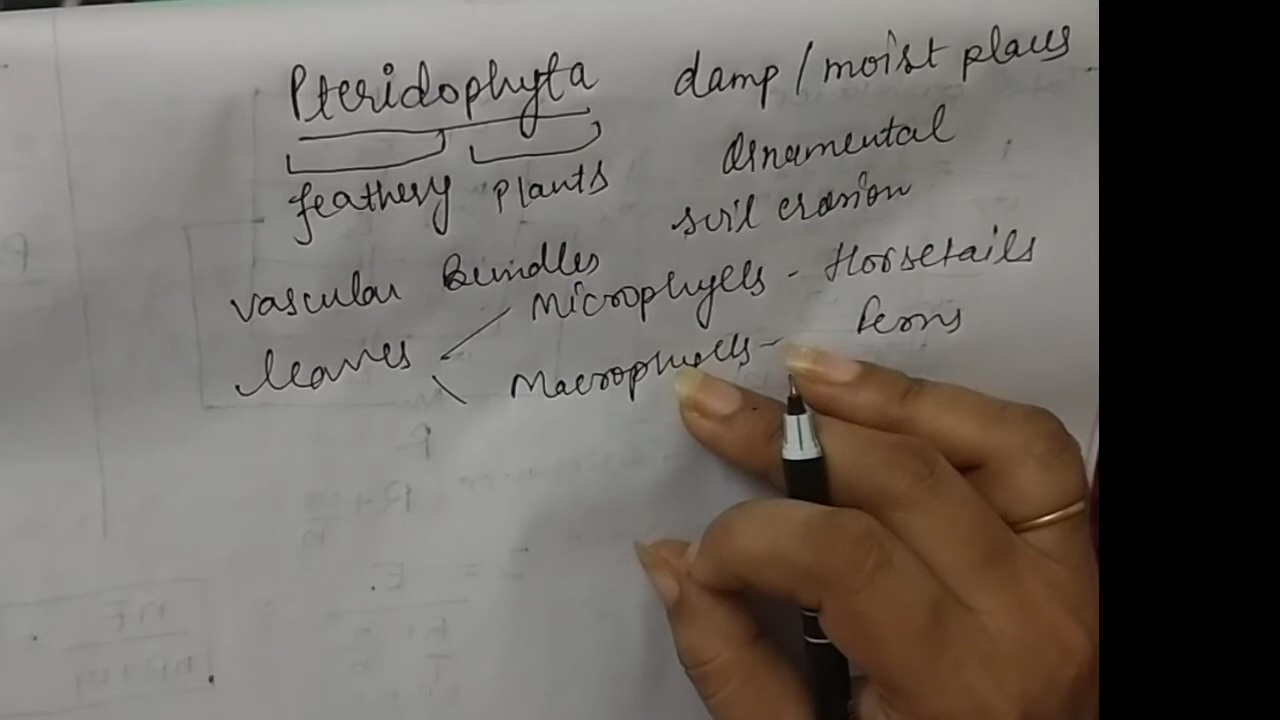 Pteridophyta damp / moist places
feathery plants Ornamental
soil erosion
vascular Bundles
leaves Microphylls - Horsetails
Macrophylls - ferns